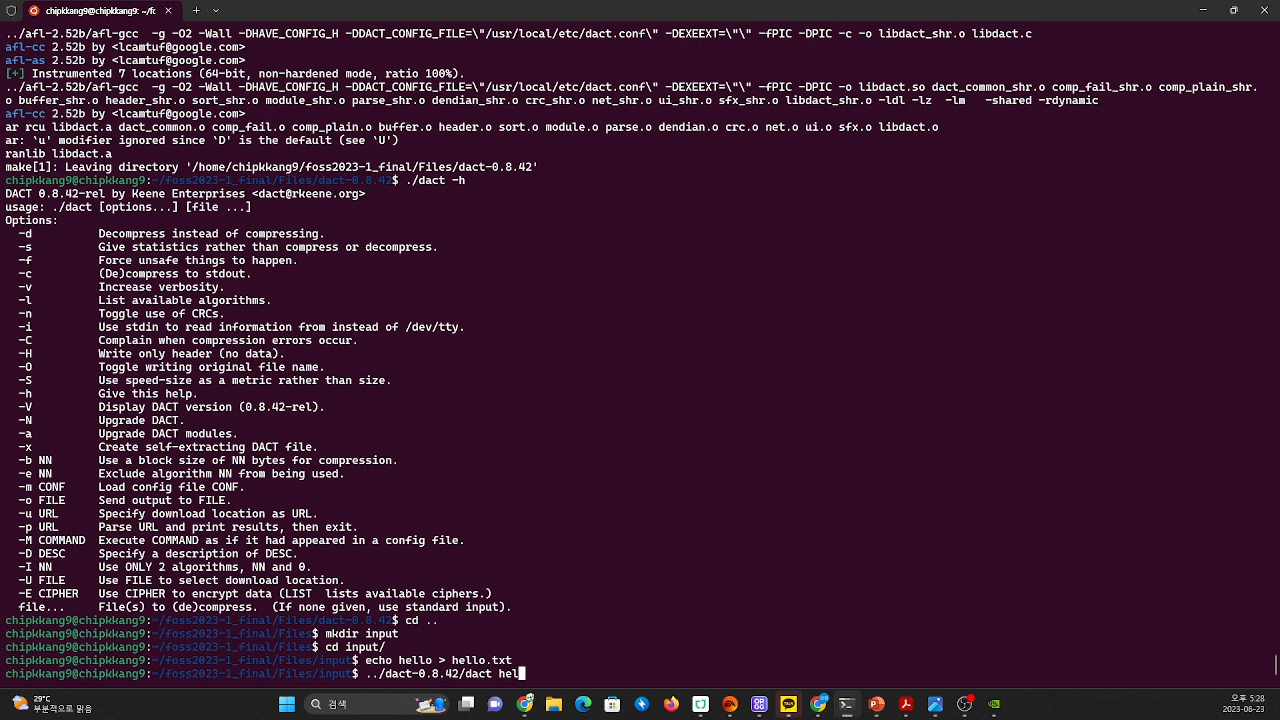 chipkkang9@chipkkang9: ~/fc
../afl-2.52b/afl-gcc  -g -O2 -Wall -DHAVE_CONFIG_H -DDACT_CONFIG_FILE=\"/usr/local/etc/dact.conf\" -DEXEEXT=\"\" -fPIC -DPIC -c -o libdact_shr.o libdact.c
afl-cc 2.52b by <lcamtuf@google.com>
afl-as 2.52b by <lcamtuf@google.com>
[+] Instrumented 7 locations (64-bit, non-hardened mode, ratio 100%).
../afl-2.52b/afl-gcc  -g -O2 -Wall -DHAVE_CONFIG_H -DDACT_CONFIG_FILE=\"/usr/local/etc/dact.conf\" -DEXEEXT=\"\" -fPIC -DPIC -o libdact.so dact_common_shr.o comp_fail_shr.o comp_plain_shr.
o buffer_shr.o header_shr.o sort_shr.o module_shr.o parse_shr.o dendian_shr.o crc_shr.o net_shr.o ui_shr.o sfx_shr.o libdact_shr.o -ldl -lz  -lm   -shared -rdynamic
afl-cc 2.52b by <lcamtuf@google.com>
ar rcu libdact.a dact_common.o comp_fail.o comp_plain.o buffer.o header.o sort.o module.o parse.o dendian.o crc.o net.o ui.o sfx.o libdact.o
ar: `u' modifier ignored since `D' is the default (see `U')
ranlib libdact.a
make[1]: Leaving directory '/home/chipkkang9/foss2023-1_final/Files/dact-0.8.42'
chipkkang9@chipkkang9:~/foss2023-1_final/Files/dact-0.8.42$ ./dact -h
DACT 0.8.42-rel by Keene Enterprises <dact@rkeene.org>
usage: ./dact [options...] [file ...]
Options:
  -d          Decompress instead of compressing.
  -s          Give statistics rather than compress or decompress.
  -f          Force unsafe things to happen.
  -c          (De)compress to stdout.
  -v          Increase verbosity.
  -l          List available algorithms.
  -n          Toggle use of CRCs.
  -i          Use stdin to read information from instead of /dev/tty.
  -C          Complain when compression errors occur.
  -H          Write only header (no data).
  -O          Toggle writing original file name.
  -S          Use speed-size as a metric rather than size.
  -h          Give this help.
  -V          Display DACT version (0.8.42-rel).
  -N          Upgrade DACT.
  -a          Upgrade DACT modules.
  -x          Create self-extracting DACT file.
  -b NN       Use a block size of NN bytes for compression.
  -e NN       Exclude algorithm NN from being used.
  -m CONF     Load config file CONF.
  -o FILE     Send output to FILE.
  -u URL      Specify download location as URL.
  -p URL      Parse URL and print results, then exit.
  -M COMMAND  Execute COMMAND as if it had appeared in a config file.
  -D DESC     Specify a description of DESC.
  -I NN       Use ONLY 2 algorithms, NN and 0.
  -U FILE     Use FILE to select download location.
  -E CIPHER   Use CIPHER to encrypt data (LIST  lists available ciphers.)
  file...     File(s) to (de)compress.  (If none given, use standard input).
chipkkang9@chipkkang9:~/foss2023-1_final/Files/dact-0.8.42$ cd ..
chipkkang9@chipkkang9:~/foss2023-1_final/Files$ mkdir input
chipkkang9@chipkkang9:~/foss2023-1_final/Files$ cd input/
chipkkang9@chipkkang9:~/foss2023-1_final/Files/input$ echo hello > hello.txt
chipkkang9@chipkkang9:~/foss2023-1_final/Files/input$ ../dact-0.8.42/dact hel
29°C
부분적으로 맑음
검색
오후 5:28
2023-06-23